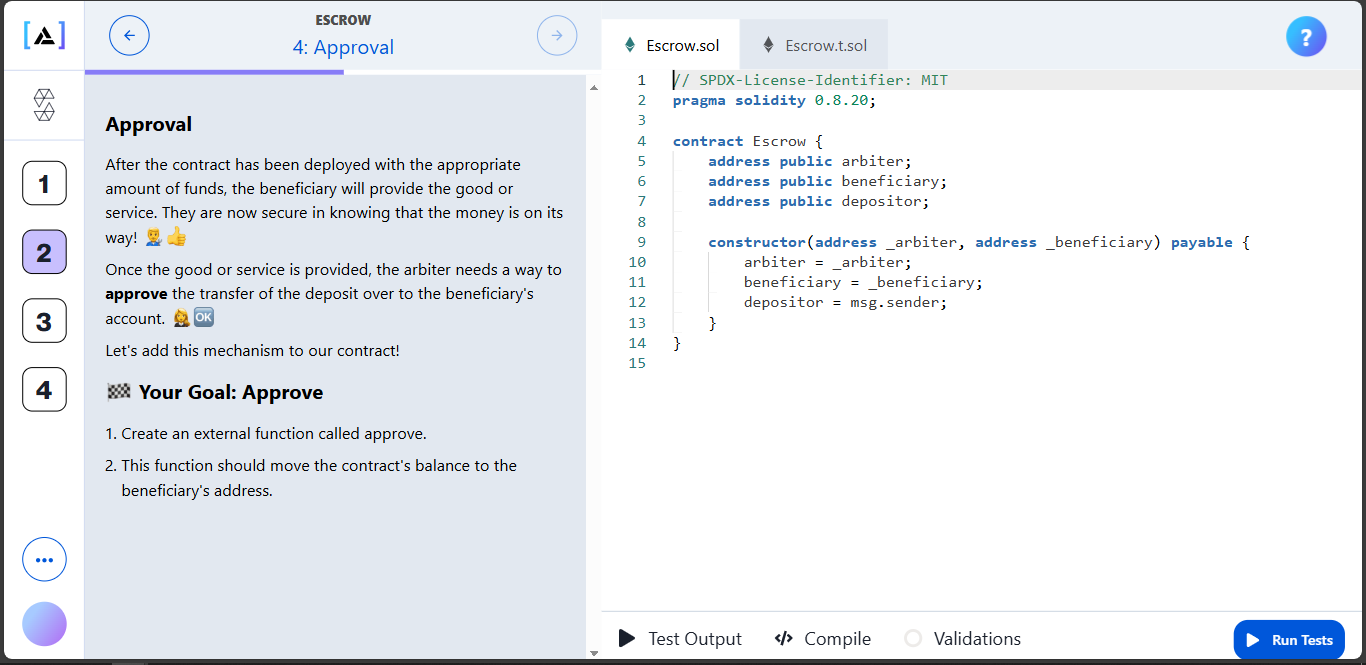 ESCROW
4: Approval
1
2
3
4
Approval
After the contract has been deployed with the appropriate
amount of funds, the beneficiary will provide the good or
service. They are now secure in knowing that the money is on its
way! 👨‍💼👍
Once the good or service is provided, the arbiter needs a way to
approve the transfer of the deposit over to the beneficiary's
account. 👩‍⚖️🆗
Let's add this mechanism to our contract!
🏁 Your Goal: Approve
1. Create an external function called approve.
2. This function should move the contract's balance to the
beneficiary's address.
Escrow.sol
Escrow.t.sol
?
1 // SPDX-License-Identifier: MIT
2 pragma solidity 0.8.20;
3
4 contract Escrow {
5 address public arbiter;
6 address public beneficiary;
7 address public depositor;
8
9 constructor(address _arbiter, address _beneficiary) payable {
10 arbiter = _arbiter;
11 beneficiary = _beneficiary;
12 depositor = msg.sender;
13 }
14 }
15
Test Output
</> Compile
Validations
Run Tests